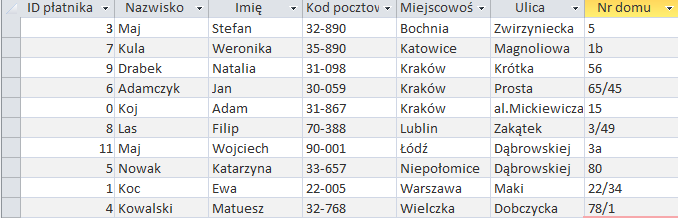 ID płatnika Nazwisko Imię Kod pocztow Miejscowoś Ulica Nr domu
3 Maj Stefan 32-890 Bochnia Zwirzyniecka 5
7 Kula Weronika 35-890 Katowice Magnoliowa 1b
9 Drabek Natalia 31-098 Kraków Krótka 56
6 Adamczyk Jan 30-059 Kraków Prosta 65/45
0 Koj Adam 31-867 Kraków al.Mickiewicza 15
8 Las Filip 70-388 Lublin Zakątek 3/49
11 Maj Wojciech 90-001 Łódź Dąbrowskiej 3a
5 Nowak Katarzyna 33-657 Niepołomice Dąbrowskiej 80
1 Koc Ewa 22-005 Warszawa Maki 22/34
4 Kowalski Matuesz 32-768 Wielczka Dobczycka 78/1